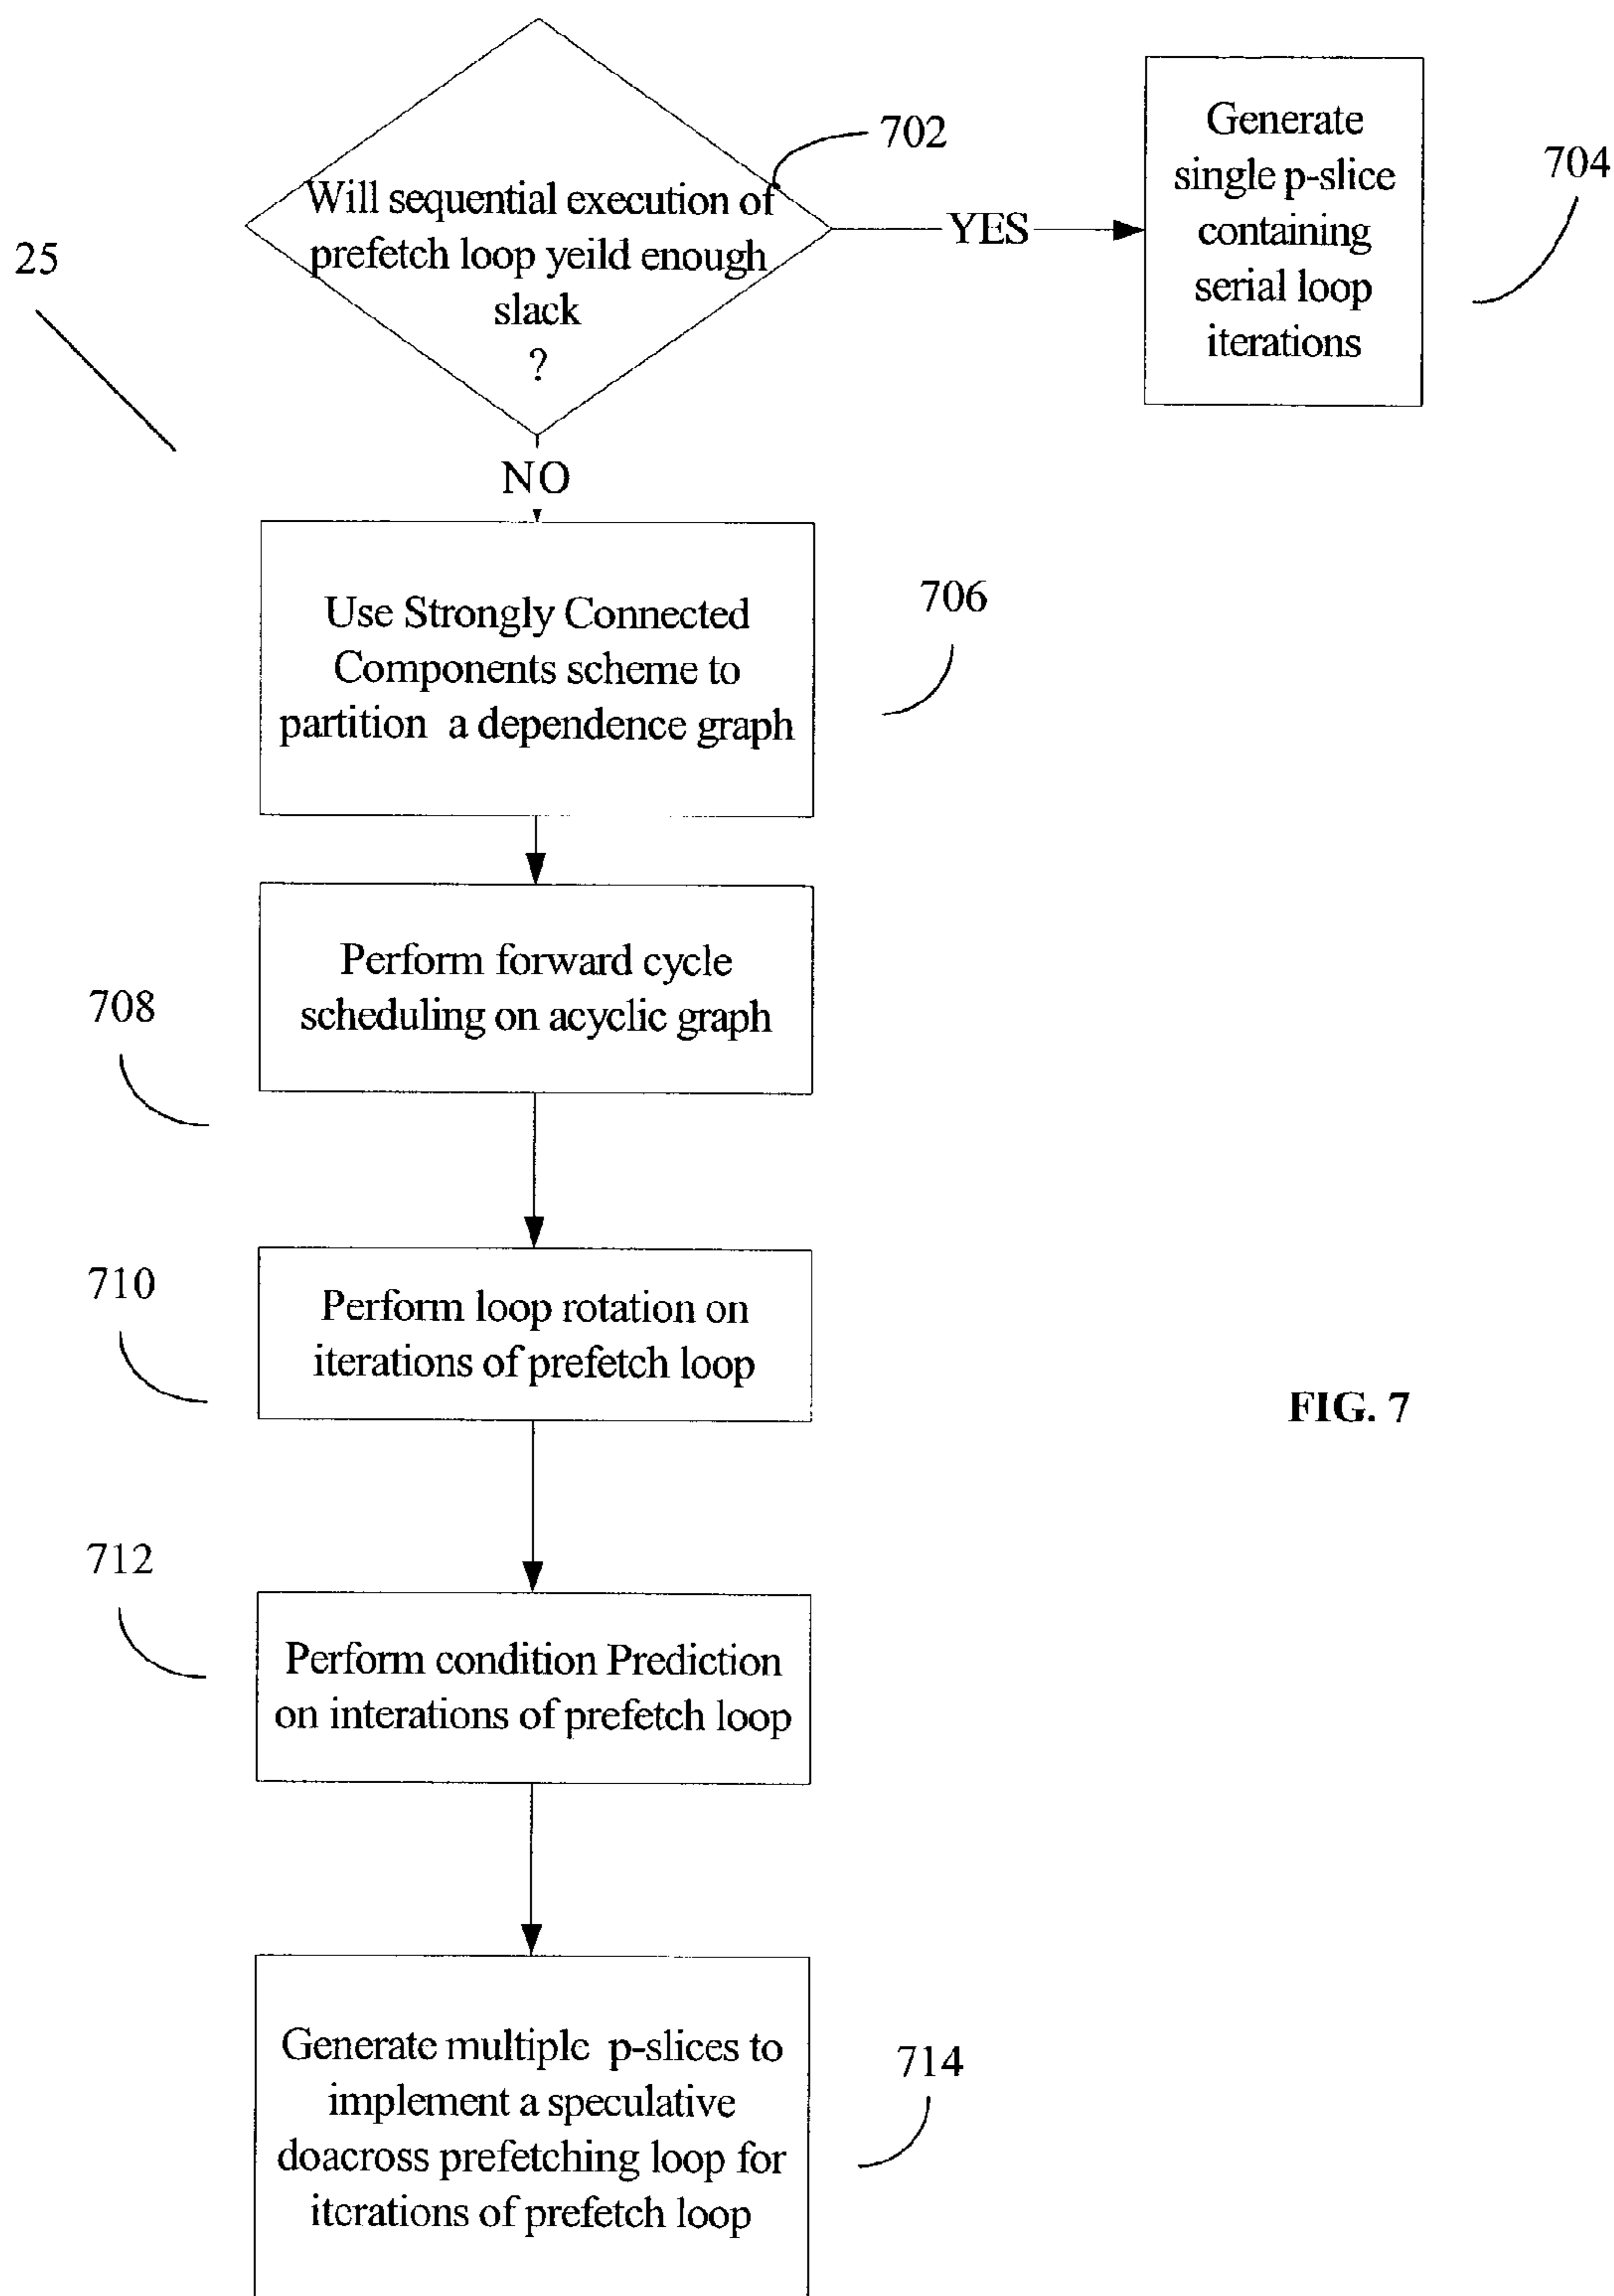 702
Will sequential execution of
prefetch loop yeild enough
slack
?
YES
Generate
single p-slice
containing
serial loop
iterations
704
25
NO
Use Strongly Connected
Components scheme to
partition a dependence graph
706
Perform forward cycle
scheduling on acyclic graph
708
710
Perform loop rotation on
iterations of prefetch loop
FIG. 7
712
Perform condition Prediction
on interations of prefetch loop
Generate multiple p-slices to
implement a speculative
doacross prefetching loop for
iterations of prefetch loop
714